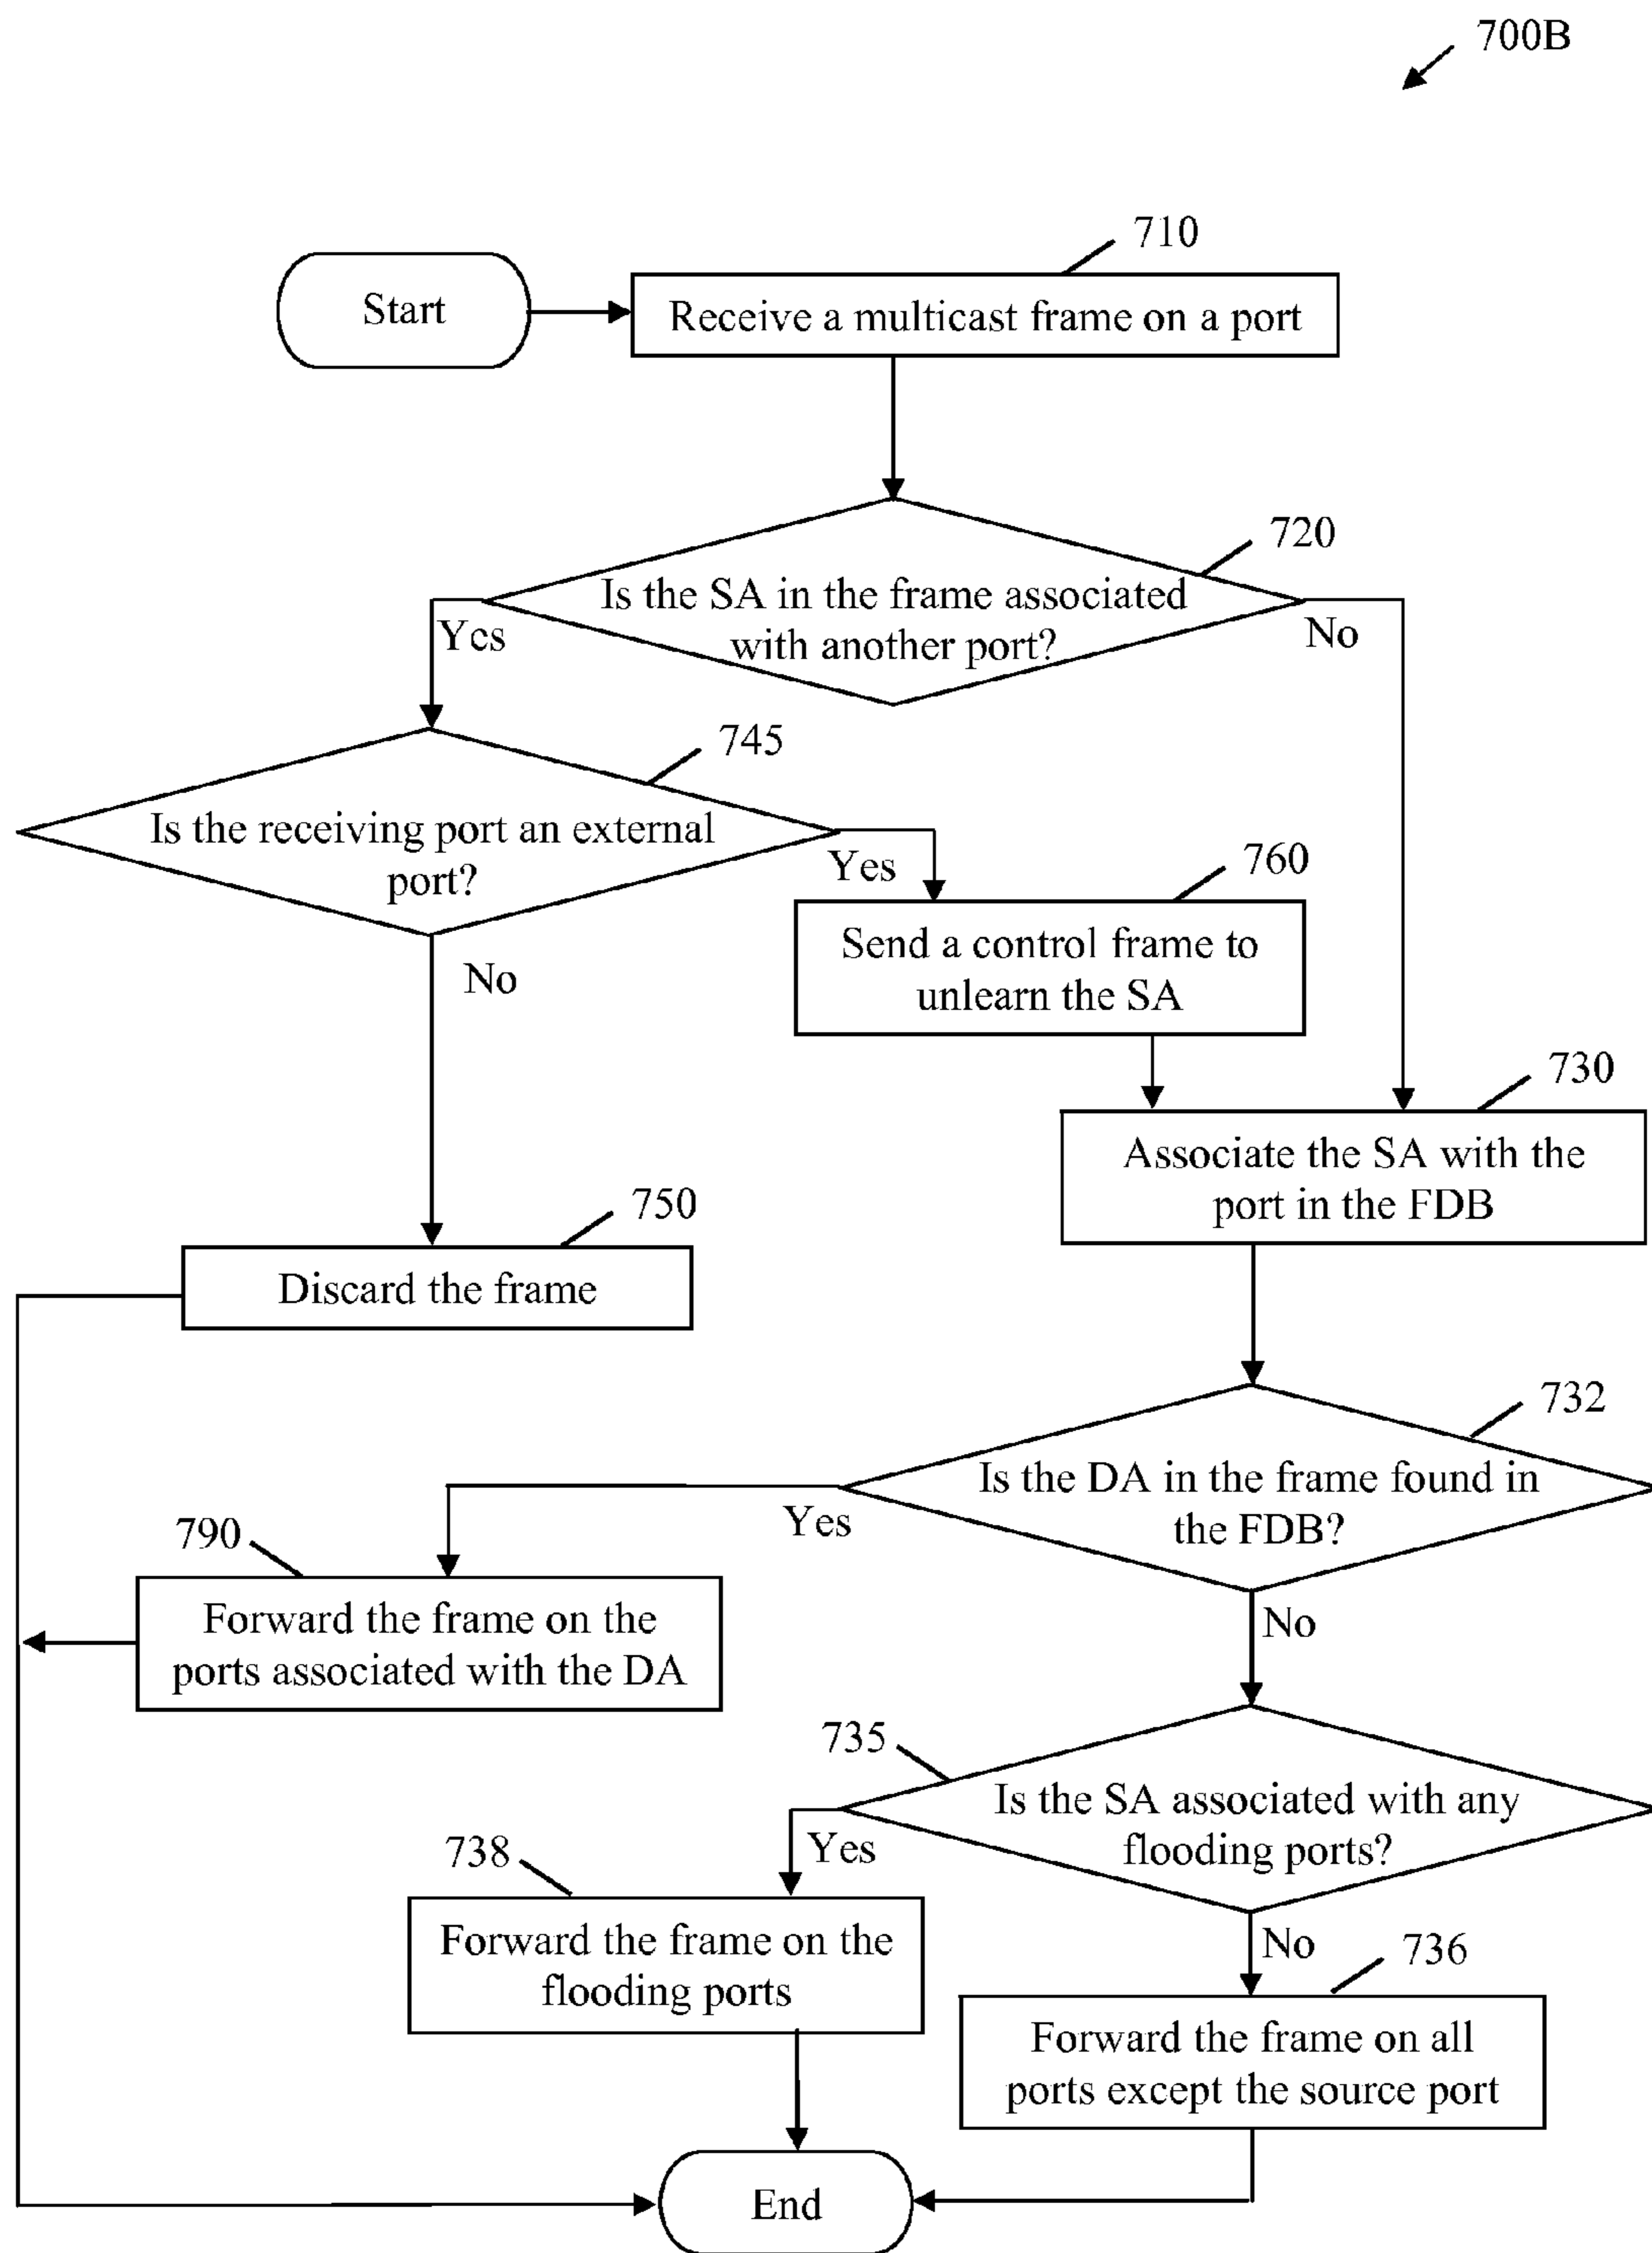 700B
710
Start
Receive a multicast frame on a port
720
Is the SA in the frame associated
with another port?
Yes
No
745
Is the receiving port an external
port?
Yes
No
760
Send a control frame to
unlearn the SA
730
Associate the SA with the
port in the FDB
750
Discard the frame
732
Is the DA in the frame found in
the FDB?
Yes
No
790
Forward the frame on the
ports associated with the DA
735
Is the SA associated with any
flooding ports?
Yes
No
738
Forward the frame on the
flooding ports
736
Forward the frame on all
ports except the source port
End